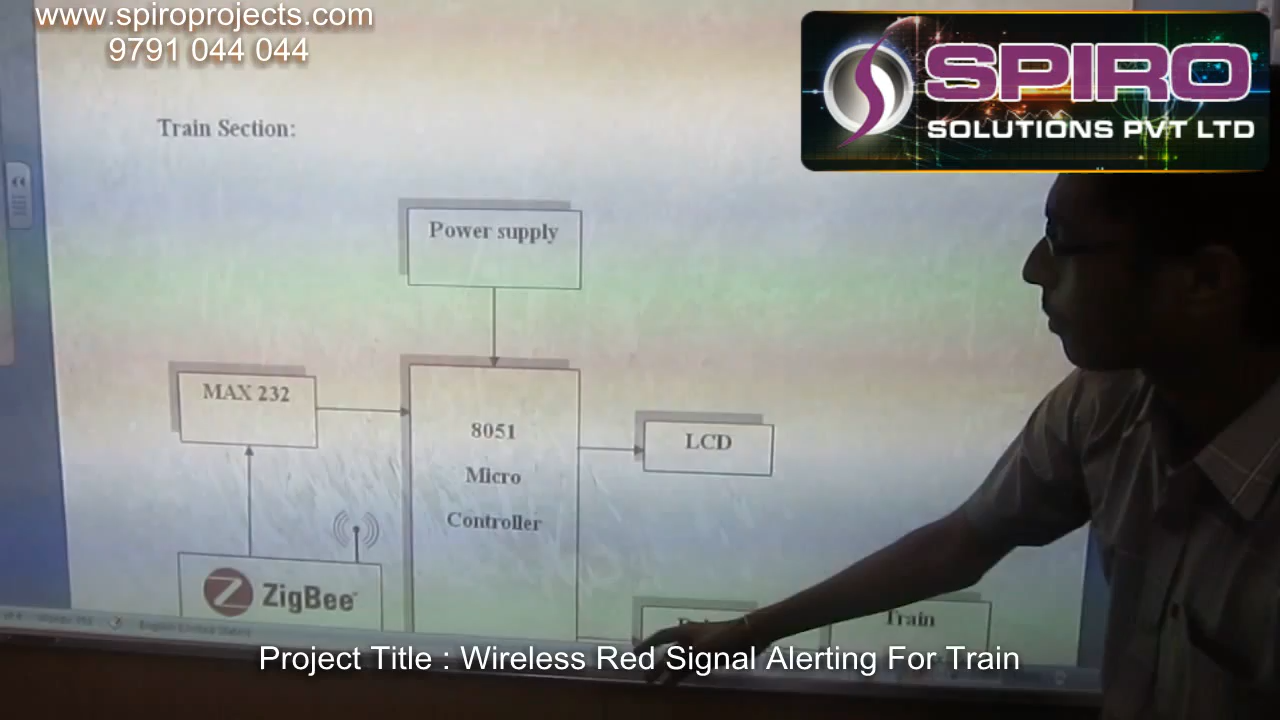 www.spiroprojects.com
9791 044 044
SPIRO
SOLUTIONS PVT LTD
Train Section:
Power supply
MAX 232
8051
Micro
Controller
LCD
ZigBee
Train
Project Title : Wireless Red Signal Alerting For Train